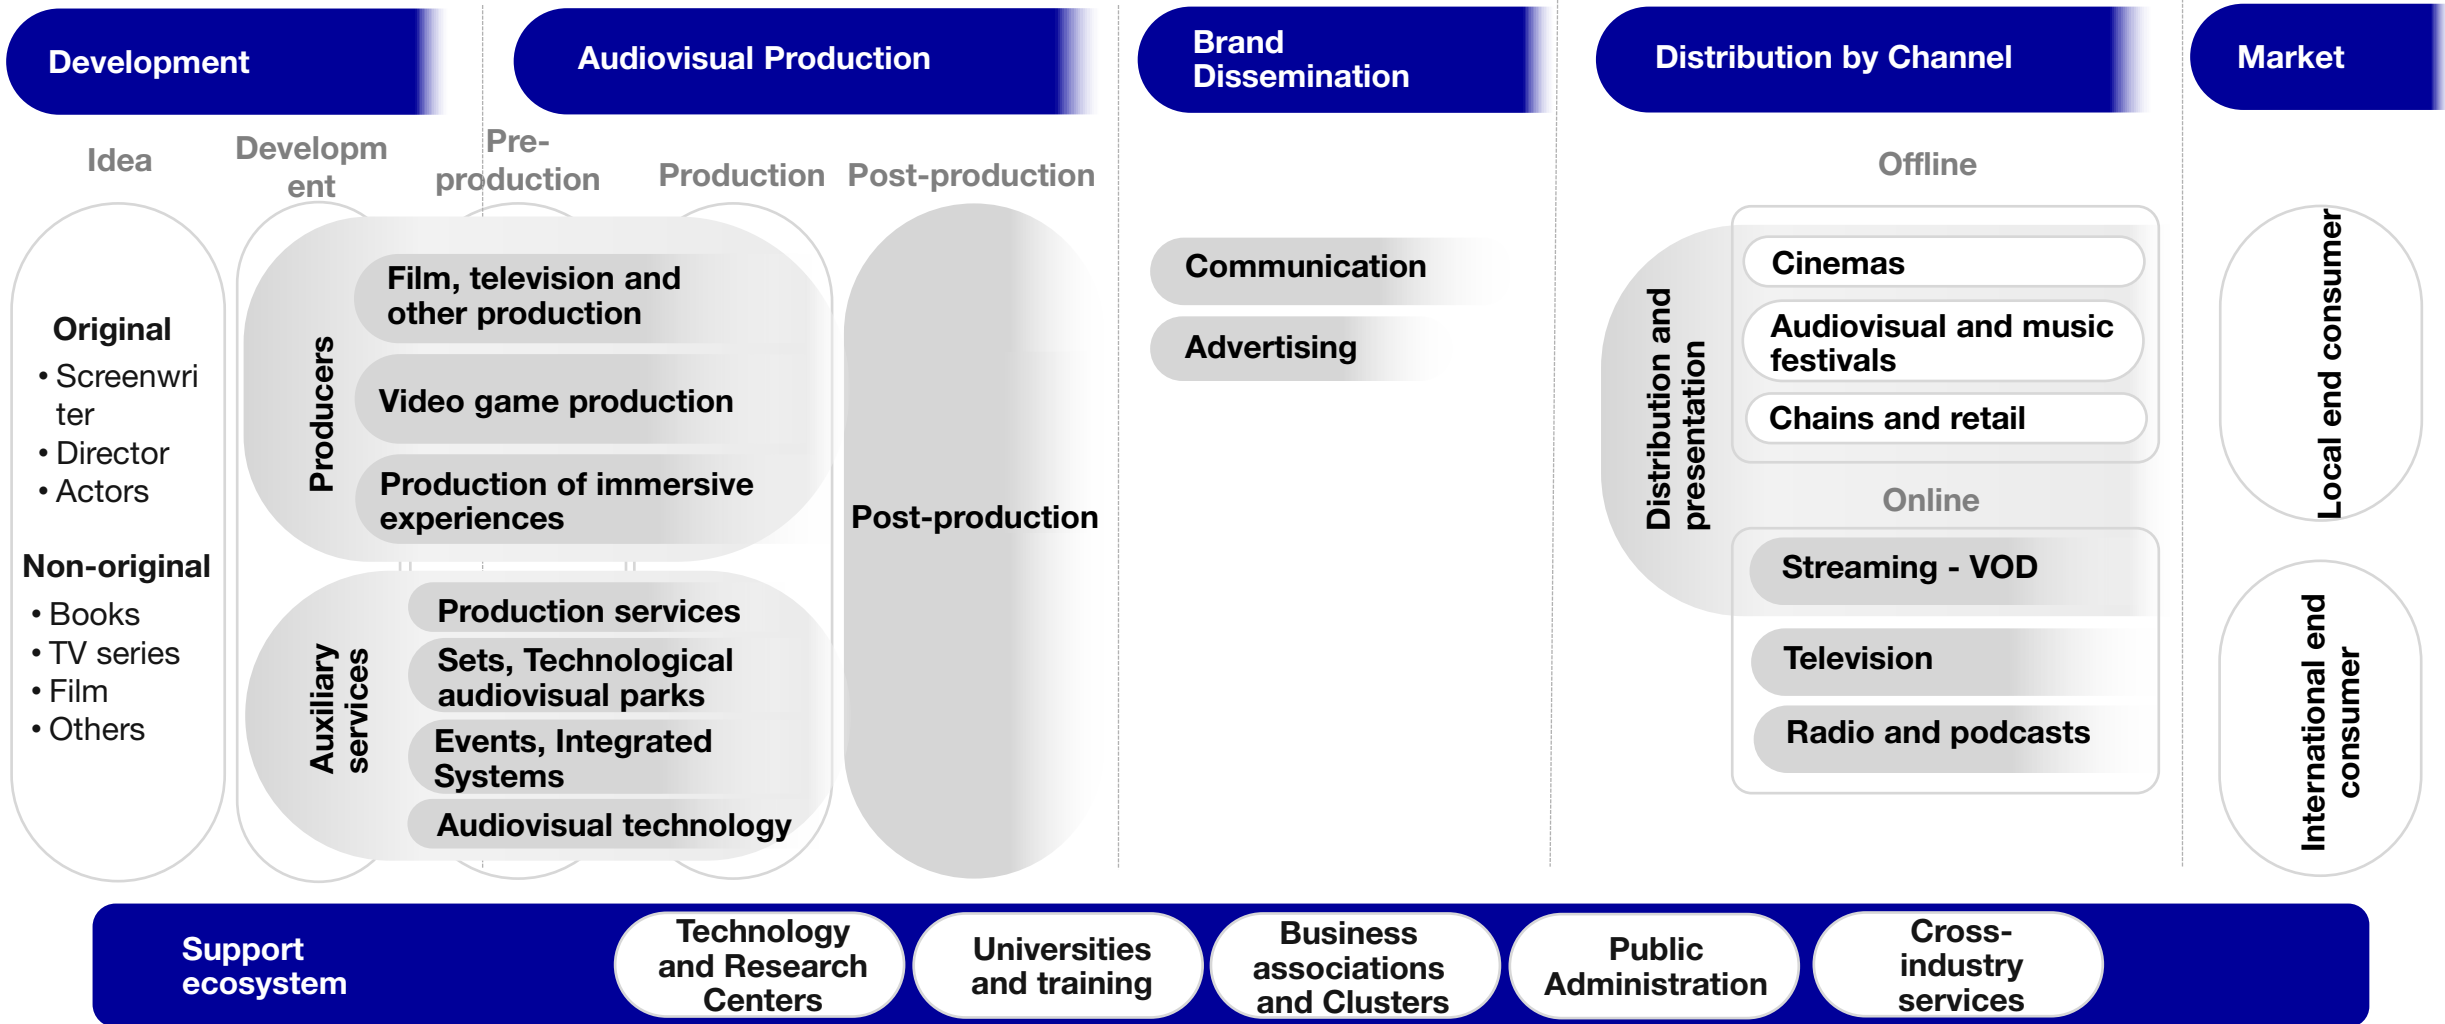 Development
Audiovisual Production
Brand
Dissemination
Distribution by Channel
Market
Idea
Developm
ent
Pre-
production
Production
Post-production
Offline
Original
• Screenwri
ter
• Director
• Actors
Non-original
• Books
• TV series
• Film
• Others
Producers
Film, television and
other production
Video game production
Production of immersive
experiences
Auxiliary
services
Production services
Sets, Technological
audiovisual parks
Events, Integrated
Systems
Audiovisual technology
Post-production
Communication
Advertising
Distribution and
presentation
Cinemas
Audiovisual and music
festivals
Chains and retail
Online
Streaming - VOD
Television
Radio and podcasts
Local end consumer
International end
consumer
Support
ecosystem
Technology
and Research
Centers
Universities
and training
Business
associations
and Clusters
Public
Administration
Cross-
industry
services